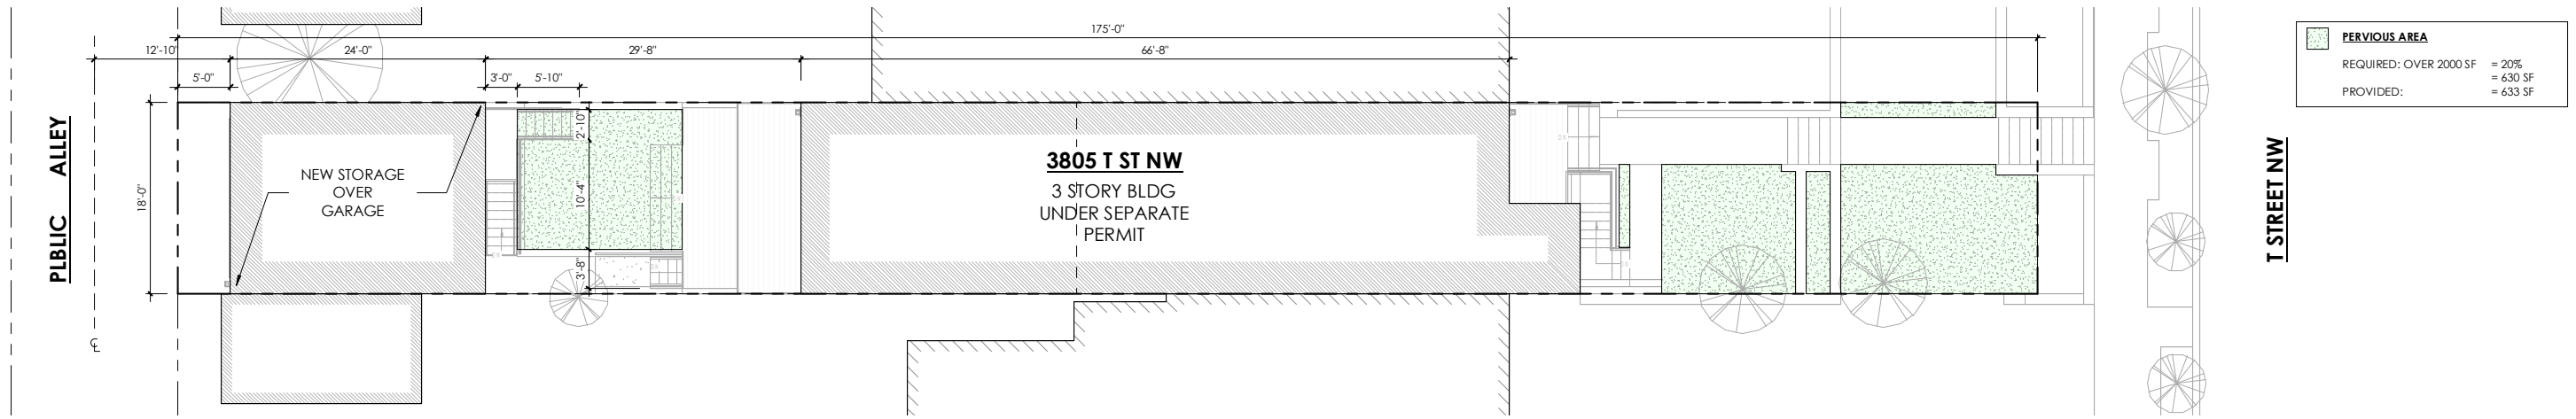 175'-0"
12'-10"
24'-0"
29'-8"
66'-8"
5'-0"
3'-0"
5'-10"
PLBLIC ALLEY
18'-0"
NEW STORAGE
OVER
GARAGE
2'-10"
10'-4"
3'-8"
3805 T ST NW
3 STORY BLDG
UNDER SEPARATE
PERMIT
T STREET NW
PERVIOUS AREA
REQUIRED: OVER 2000 SF = 20%
= 630 SF
PROVIDED: = 633 SF